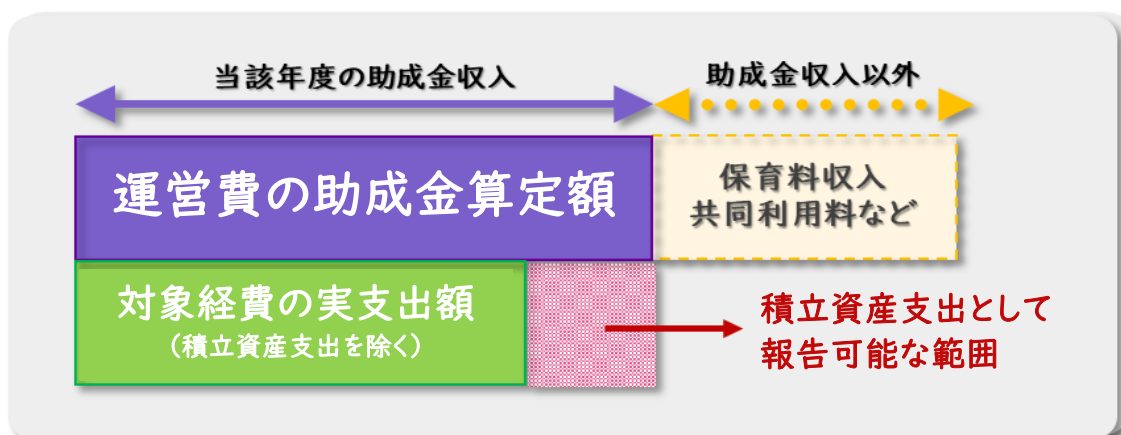 当該年度の助成金収入
助成金収入以外
運営費の助成金算定額
保育料収入
共同利用料など
対象経費の実支出額
（積立資産支出を除く）
積立資産支出として
報告可能な範囲